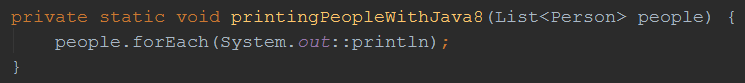 private static void printingPeopleWithJava8(List<Person> people) {
    people.forEach(System.out::println);
}